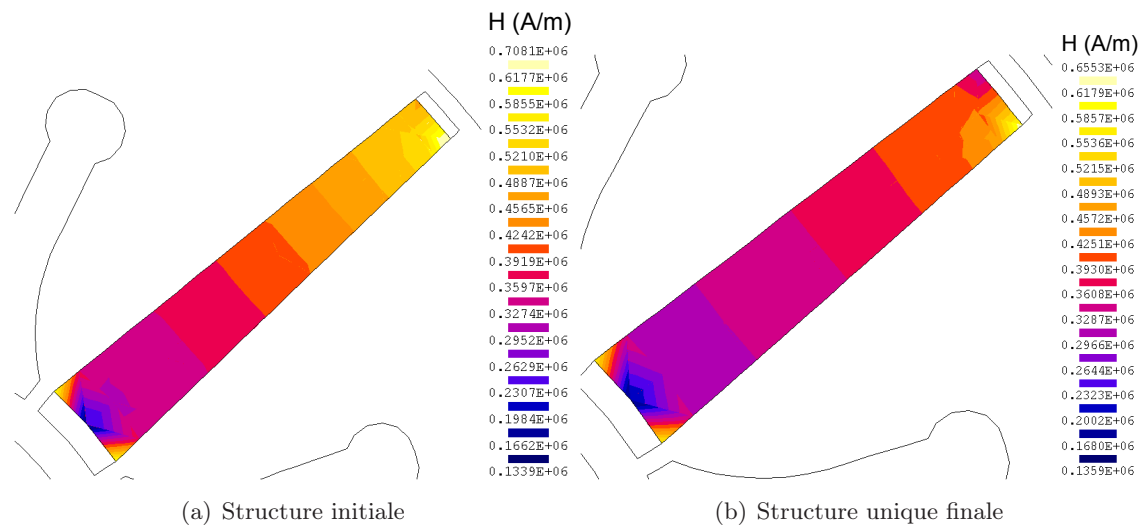 H (A/m)
0.7081E+06
0.6177E+06
0.5855E+06
0.5532E+06
0.5210E+06
0.4887E+06
0.4565E+06
0.4242E+06
0.3919E+06
0.3597E+06
0.3274E+06
0.2952E+06
0.2629E+06
0.2307E+06
0.1984E+06
0.1662E+06
0.1339E+06
(a) Structure initiale
H (A/m)
0.6553E+06
0.6179E+06
0.5857E+06
0.5536E+06
0.5215E+06
0.4893E+06
0.4572E+06
0.4251E+06
0.3930E+06
0.3608E+06
0.3287E+06
0.2966E+06
0.2644E+06
0.2323E+06
0.2002E+06
0.1680E+06
0.1359E+06
(b) Structure unique finale